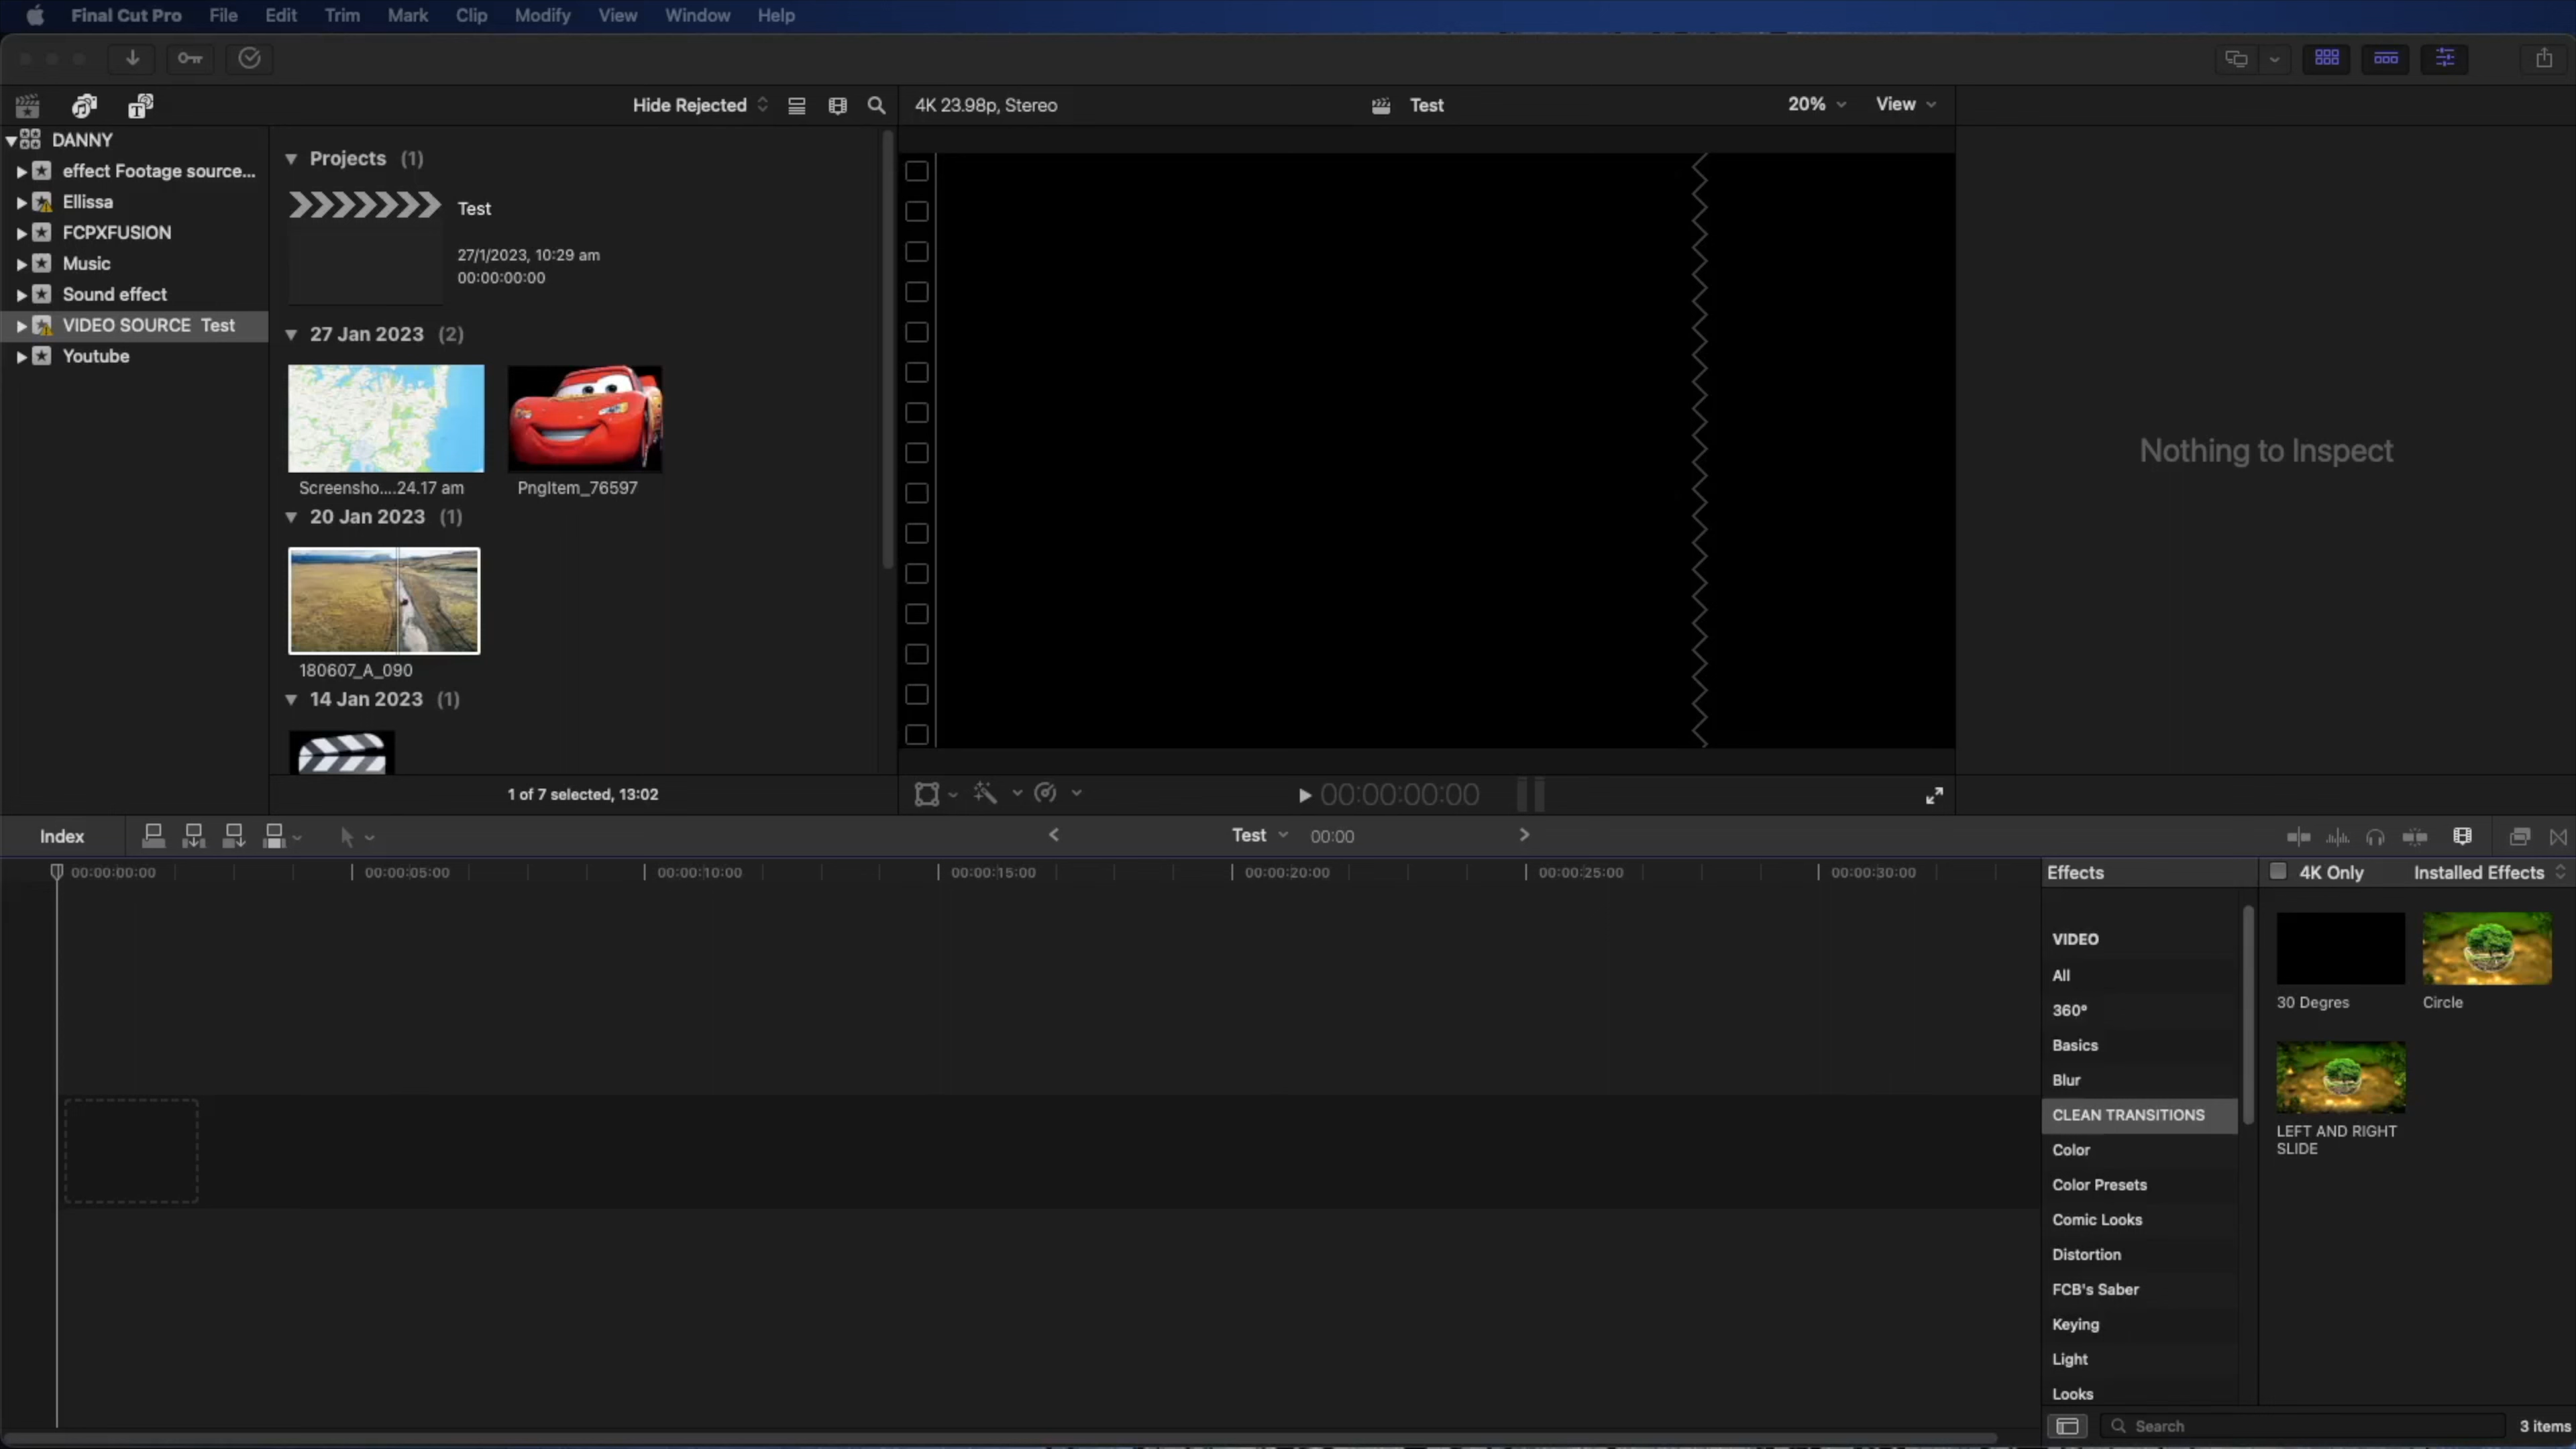 Final Cut Pro File Edit Trim Mark Clip Modify View Window Help
Hide Rejected
4K 23.98p, Stereo
Test
20%
View
DANNY
effect Footage source...
Ellissa
FCPXFUSION
Music
Sound effect
VIDEO SOURCE Test
Youtube
Projects (1)
Test
27/1/2023, 10:29 am
00:00:00:00
27 Jan 2023 (2)
Screensho....24.17 am
PngItem_76597
20 Jan 2023 (1)
180607_A_090
14 Jan 2023 (1)
1 of 7 selected, 13:02
00:00:00:00
Nothing to Inspect
Index
Test 00:00
00:00:00:00 00:00:05:00 00:00:10:00 00:00:15:00 00:00:20:00 00:00:25:00 00:00:30:00
Effects
4K Only
Installed Effects
VIDEO
All
360°
Basics
Blur
CLEAN TRANSITIONS
Color
Color Presets
Comic Looks
Distortion
FCB's Saber
Keying
Light
Looks
30 Degres
Circle
LEFT AND RIGHT
SLIDE
Search
3 items